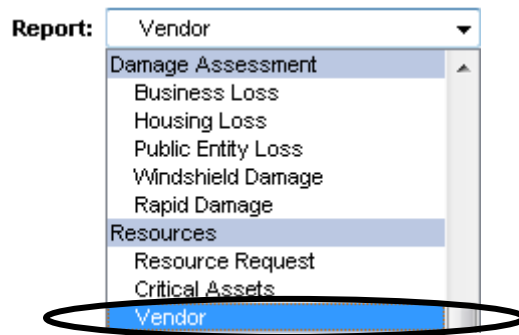 Report: Vendor
Damage Assessment
Business Loss
Housing Loss
Public Entity Loss
Windshield Damage
Rapid Damage
Resources
Resource Request
Critical Assets
Vendor